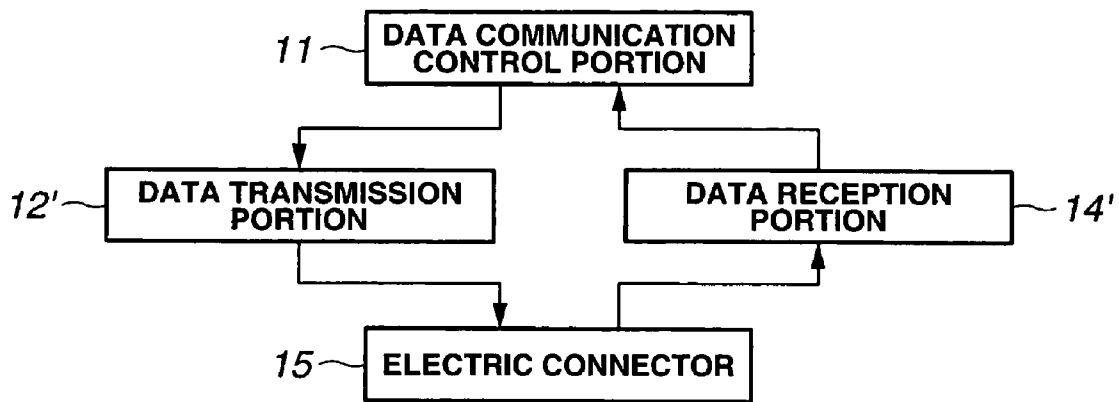 11
DATA COMMUNICATION
CONTROL PORTION
12'
DATA TRANSMISSION
PORTION
DATA RECEPTION
PORTION
14'
15
ELECTRIC CONNECTOR